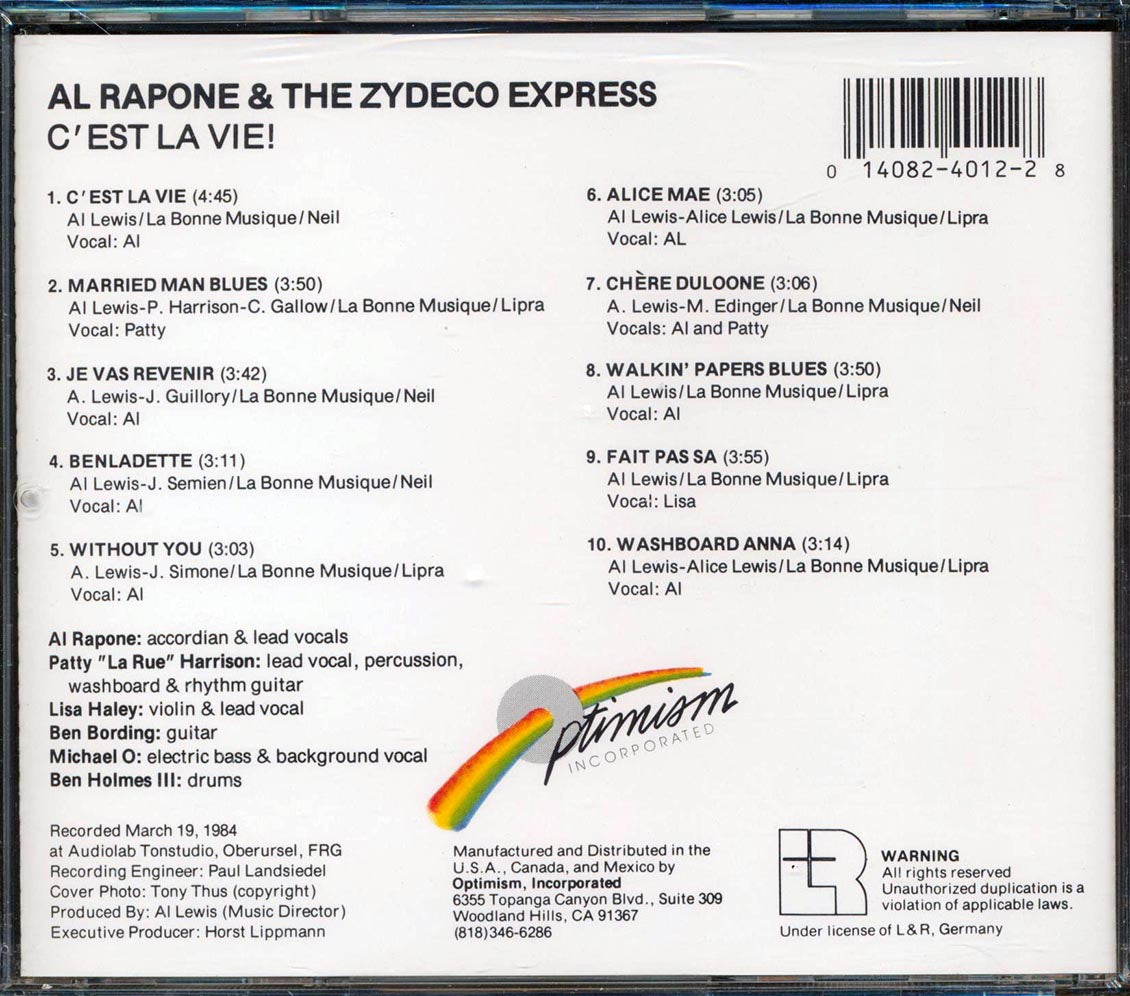 AL RAPONE & THE ZYDECO EXPRESS
C'EST LA VIE!
0 14082-4012-2 8
1. C'EST LA VIE (4:45)
Al Lewis/La Bonne Musique/Neil
Vocal: Al
2. MARRIED MAN BLUES (3:50)
Al Lewis-P. Harrison-C. Gallow/La Bonne Musique/Lipra
Vocal: Patty
3. JE VAS REVENIR (3:42)
A. Lewis-J. Guillory/La Bonne Musique/Neil
Vocal: Al
4. BENLADETTE (3:11)
Al Lewis-J. Semien/La Bonne Musique/Neil
Vocal: Al
5. WITHOUT YOU (3:03)
A. Lewis-J. Simone/La Bonne Musique/Lipra
Vocal: Al
6. ALICE MAE (3:05)
Al Lewis-Alice Lewis/La Bonne Musique/Lipra
Vocal: AL
7. CHÈRE DULOONE (3:06)
A. Lewis-M. Edinger/La Bonne Musique/Neil
Vocals: Al and Patty
8. WALKIN' PAPERS BLUES (3:50)
Al Lewis/La Bonne Musique/Lipra
Vocal: Al
9. FAIT PAS SA (3:55)
Al Lewis/La Bonne Musique/Lipra
Vocal: Lisa
10. WASHBOARD ANNA (3:14)
Al Lewis-Alice Lewis/La Bonne Musique/Lipra
Vocal: Al
Al Rapone: accordian & lead vocals
Patty "La Rue" Harrison: lead vocal, percussion,
washboard & rhythm guitar
Lisa Haley: violin & lead vocal
Ben Bording: guitar
Michael O: electric bass & background vocal
Ben Holmes III: drums
Optimism
INCORPORATED
Recorded March 19, 1984
at Audiolab Tonstudio, Oberursel, FRG
Recording Engineer: Paul Landsiedel
Cover Photo: Tony Thus (copyright)
Produced By: Al Lewis (Music Director)
Executive Producer: Horst Lippmann
Manufactured and Distributed in the
U.S.A., Canada, and Mexico by
Optimism, Incorporated
6355 Topanga Canyon Blvd., Suite 309
Woodland Hills, CA 91367
(818)346-6286
L+R
WARNING
All rights reserved
Unauthorized duplication is a
violation of applicable laws.
Under license of L&R, Germany